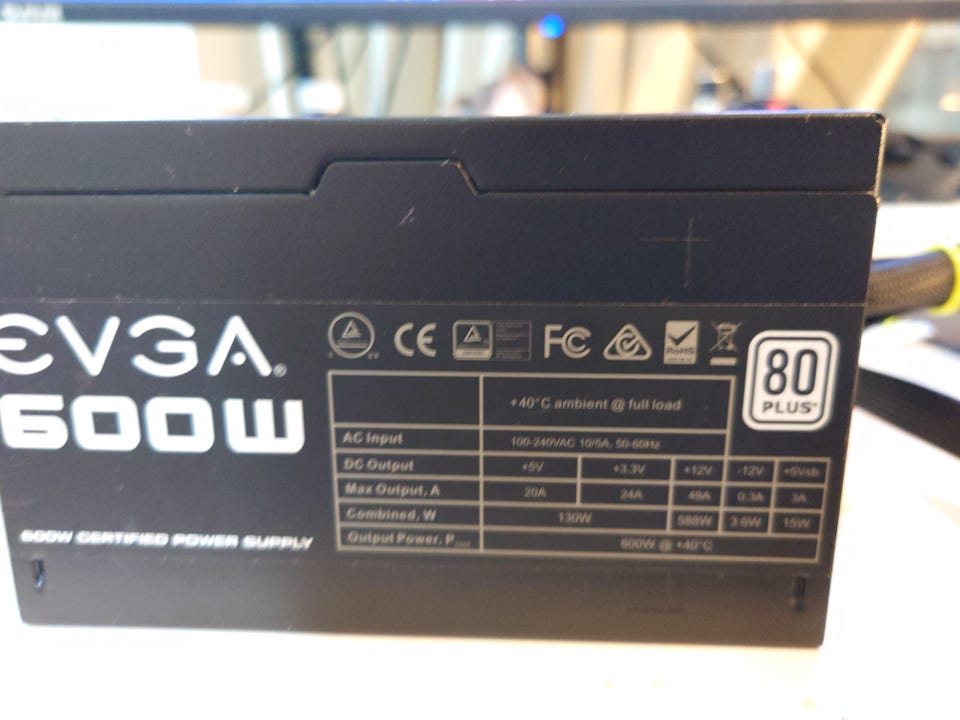 EVGA®
600W
600W CERTIFIED POWER SUPPLY
CE FC RoHS
80 PLUS
+40°C ambient @ full load
AC Input 100-240VAC 10/5A, 50-60Hz
DC Output +5V +3.3V +12V -12V +5Vsb
Max Output, A 20A 24A 49A 0.3A 3A
Combined, W 130W 588W 3.6W 15W
Output Power, P 600W @ +40°C